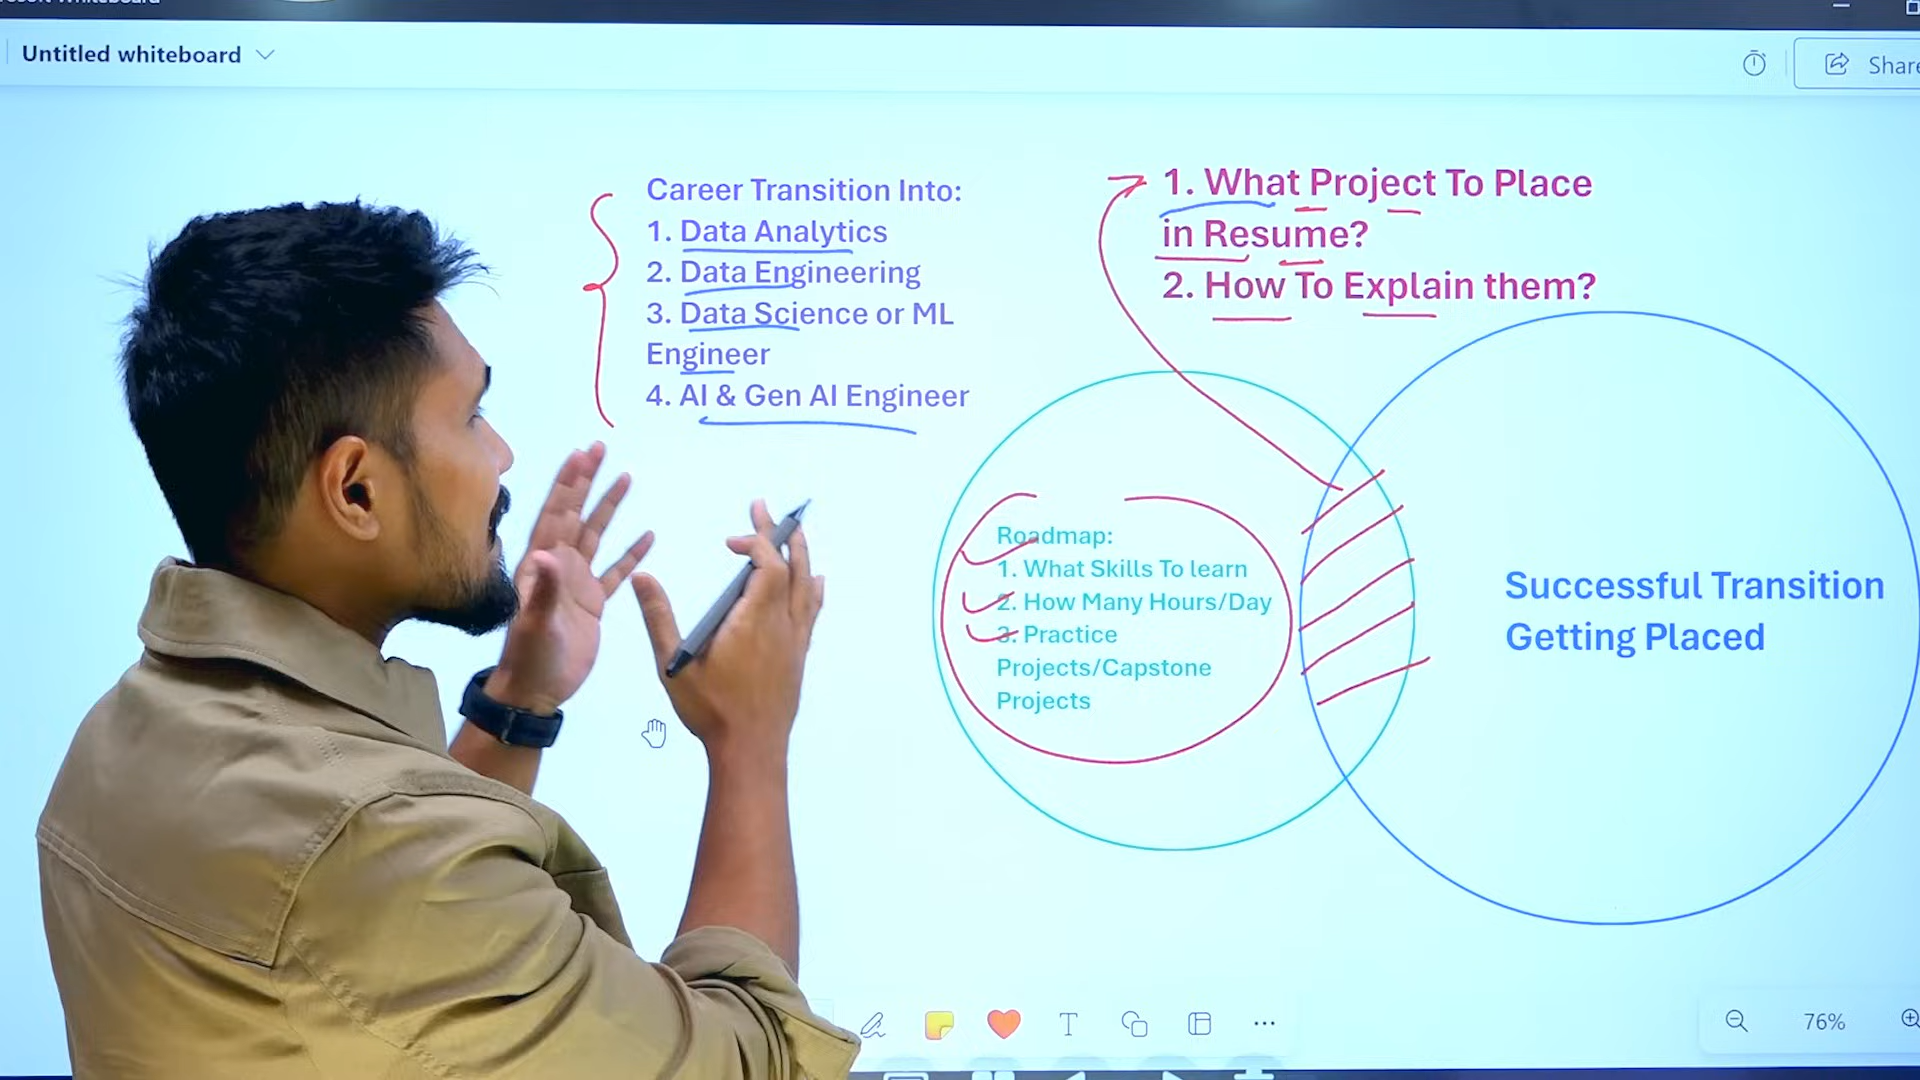 Untitled whiteboard
Share
Career Transition Into:
1. Data Analytics
2. Data Engineering
3. Data Science or ML
Engineer
4. AI & Gen AI Engineer
1. What Project To Place
in Resume?
2. How To Explain them?
Roadmap:
1. What Skills To learn
2. How Many Hours/Day
3. Practice
Projects/Capstone
Projects
Successful Transition
Getting Placed
76%